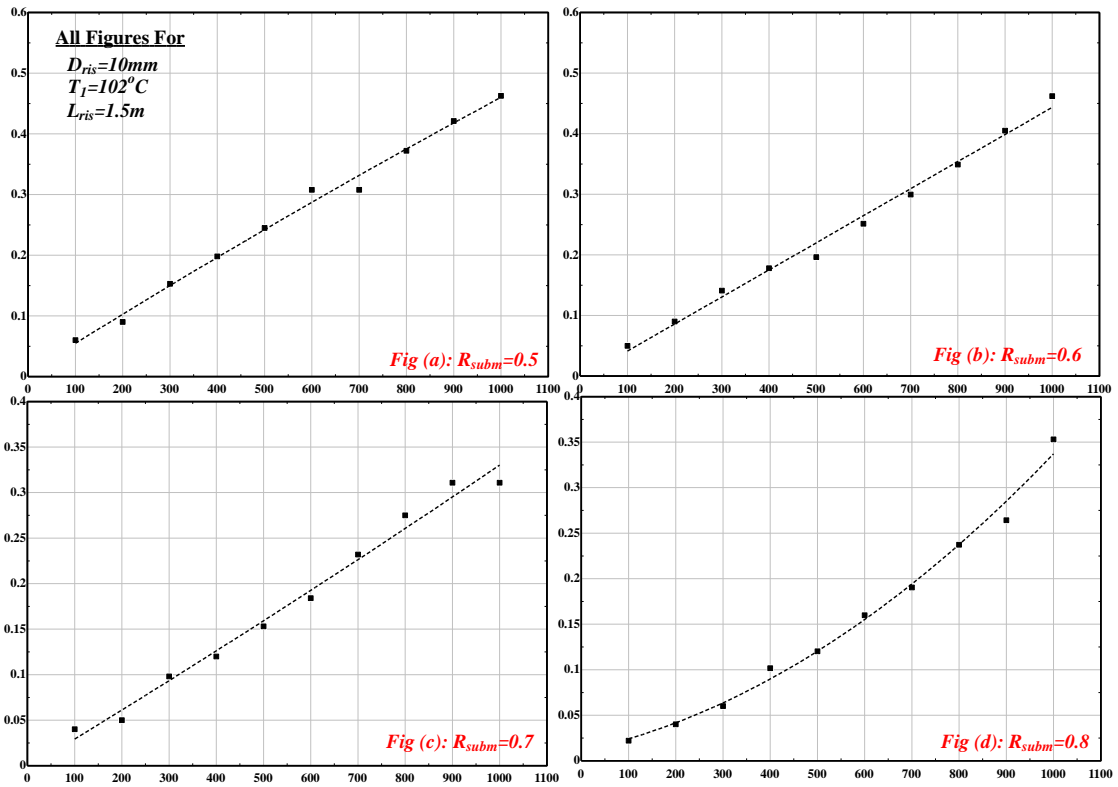 All Figures For
D_ris=10mm
T_1=102°C
L_ris=1.5m
0.6
0.5
0.4
0.3
0.2
0.1
0
Fig (a): R_subm=0.5
0 100 200 300 400 500 600 700 800 900 1000 1100
0.6
0.5
0.4
0.3
0.2
0.1
0
Fig (b): R_subm=0.6
0 100 200 300 400 500 600 700 800 900 1000 1100
0.4
0.35
0.3
0.25
0.2
0.15
0.1
0.05
0
Fig (c): R_subm=0.7
0 100 200 300 400 500 600 700 800 900 1000 1100
0.4
0.35
0.3
0.25
0.2
0.15
0.1
0.05
0
Fig (d): R_subm=0.8
0 100 200 300 400 500 600 700 800 900 1000 1100